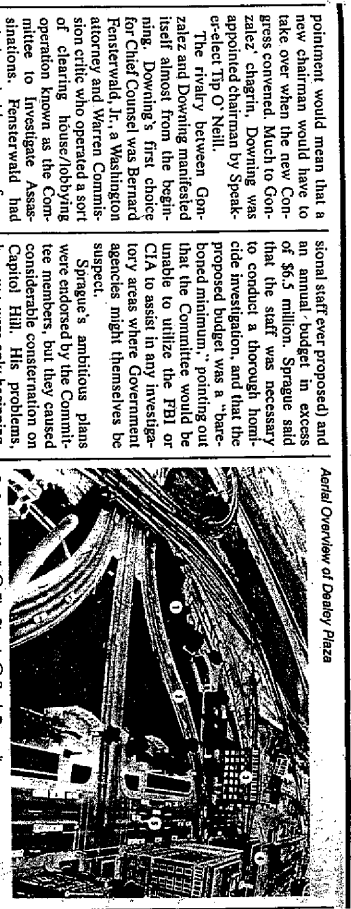 pointment would mean that a
new chairman would have to
take over when the new Con-
gress convened. Much to Gon-
zalez' chagrin, Downing was
appointed chairman by Speak-
er-elect Tip O' Neill.
The rivalry between Gon-
zalez and Downing manifested
itself almost from the begin-
ning. Downing's first choice
for Chief Counsel was Bernard
Fensterwald, Jr., a Washington
attorney and Warren Commis-
sion critic who operated a sort
of clearing house/lobbying
operation known as the Com-
mittee to Investigate Assas-
sinations. Fensterwald had
sional staff ever proposed) and
an annual budget in excess
of $6.5 million. Sprague said
that the staff was necessary
to conduct a thorough homi-
cide investigation, and that the
proposed budget was a "bare-
boned minimum," pointing out
that the Committee would be
unable to utilize the FBI or
CIA to assist in any investiga-
tory areas where Government
agencies might themselves be
suspect.
Sprague's ambitious plans
were endorsed by the Commit-
tee members, but they caused
considerable consternation on
Capitol Hill. His problems,
Aerial Overview of Dealey Plaza